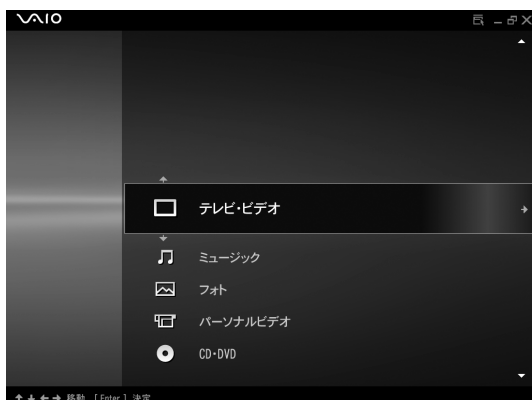 VAIO
テレビ・ビデオ
ミュージック
フォト
パーソナルビデオ
CD・DVD
↑ ↓ ← → 移動 [Enter] 決定